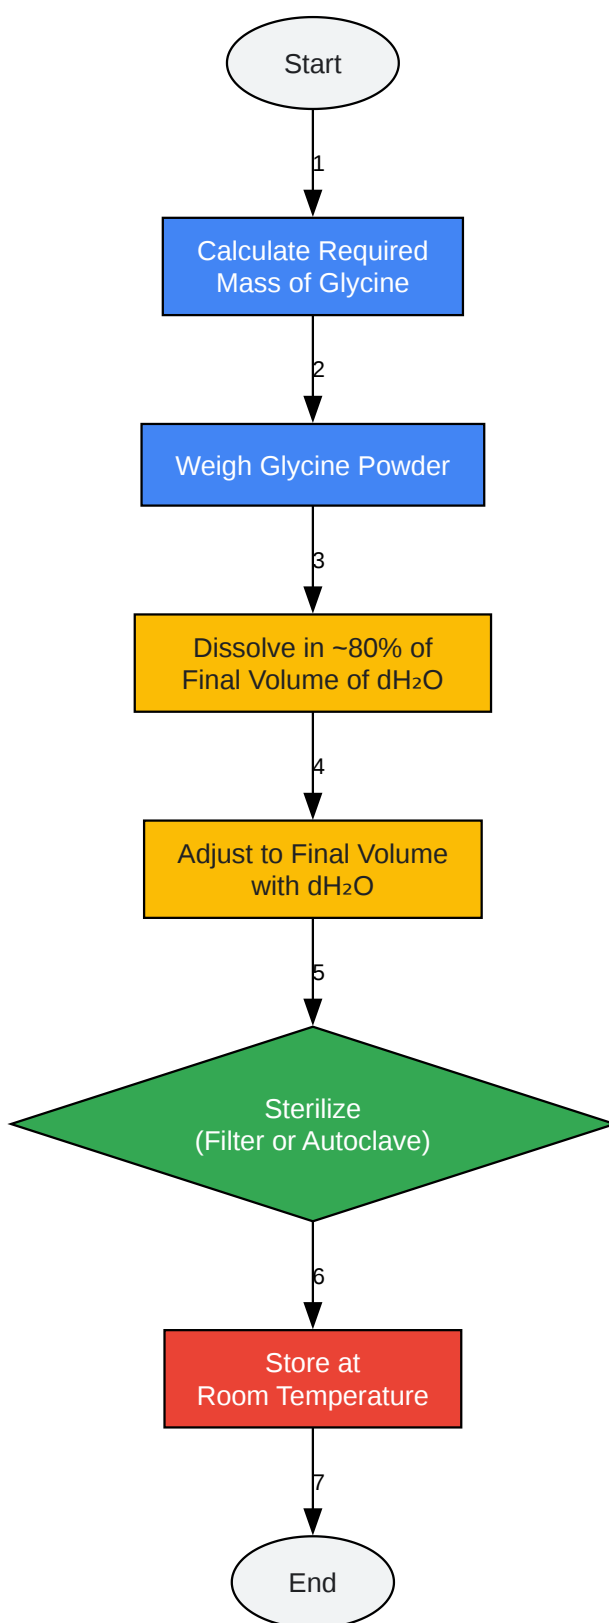 Start
1
Calculate Required
Mass of Glycine
2
Weigh Glycine Powder
3
Dissolve in ~80% of
Final Volume of dH₂O
4
Adjust to Final Volume
with dH₂O
5
Sterilize
(Filter or Autoclave)
6
Store at
Room Temperature
7
End